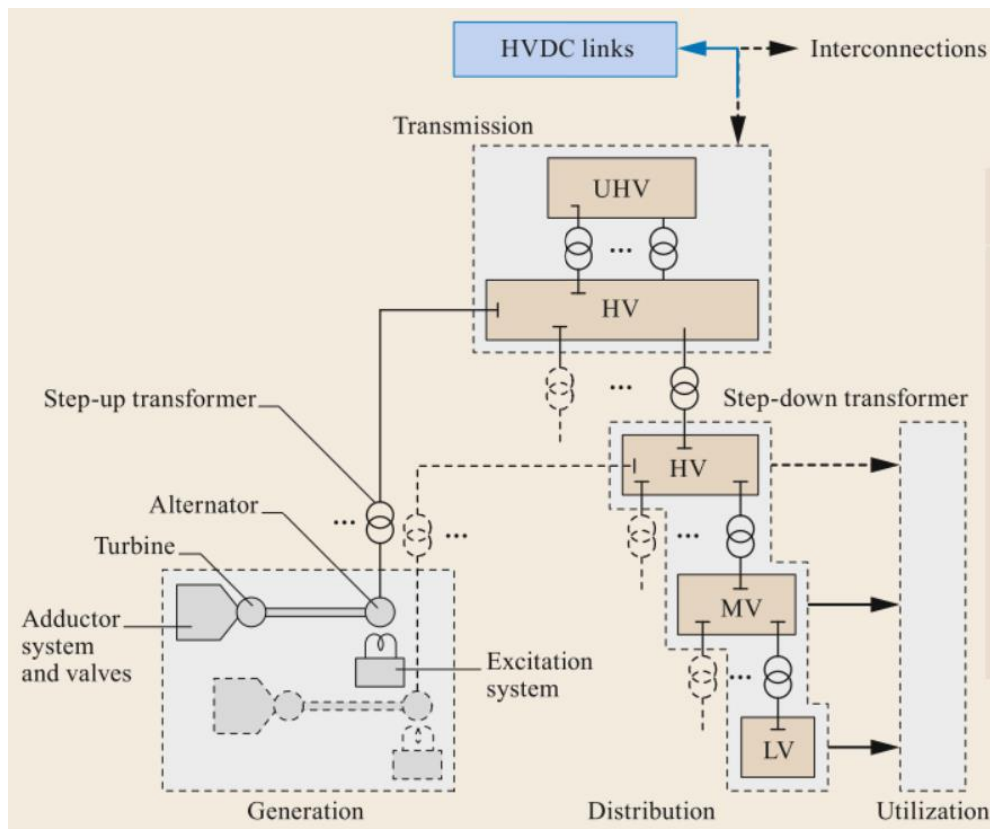 HVDC links
Interconnections
Transmission
UHV
...
HV
Step-up transformer
...
Step-down transformer
HV
Alternator
...
...
...
Turbine
MV
Adductor
system
and valves
Excitation
system
...
LV
Generation
Distribution
Utilization